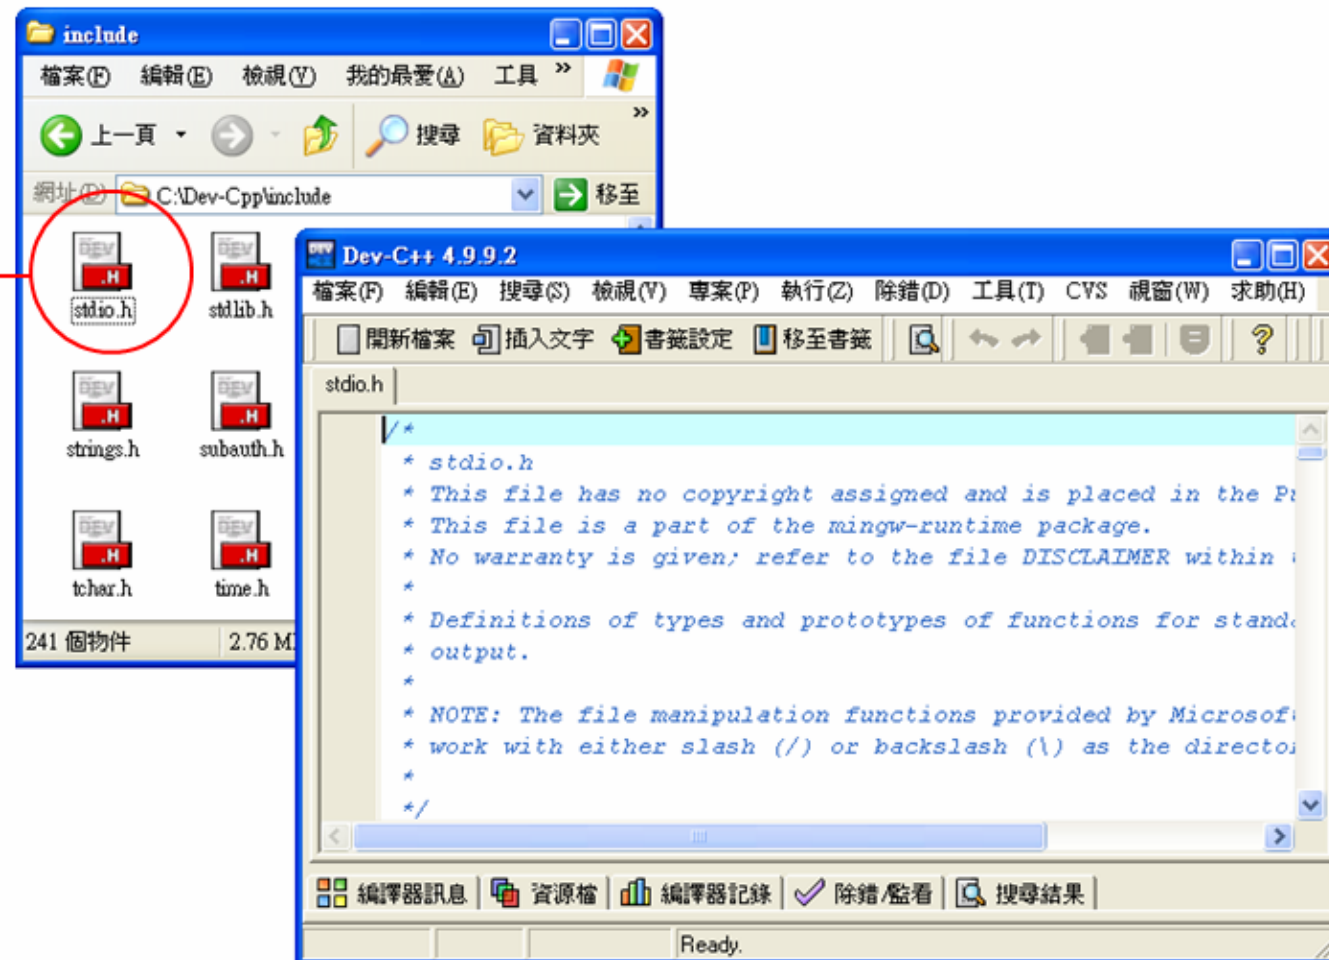 include
檔案(F) 編輯(E) 檢視(V) 我的最愛(A) 工具 »
上一頁 搜尋 資料夾 »
網址(D) C:\Dev-Cpp\include 移至
DEV .H DEV .H
stdio.h stdlib.h
DEV .H DEV .H
strings.h subauth.h
DEV .H DEV .H
tchar.h time.h
241 個物件 2.76 M
DEV Dev-C++ 4.9.9.2
檔案(F) 編輯(E) 搜尋(S) 檢視(V) 專案(P) 執行(Z) 除錯(D) 工具(T) CVS 視窗(W) 求助(H)
開新檔案 插入文字 書籤設定 移至書籤 ?
stdio.h
/*
* stdio.h
* This file has no copyright assigned and is placed in the
* This file is a part of the mingw-runtime package.
* No warranty is given; refer to the file DISCLAIMER within
*
* Definitions of types and prototypes of functions for
* output.
*
* NOTE: The file manipulation functions provided by
* work with either slash (/) or backslash (\) as the
*
*/
編譯器訊息 資源檔 編譯器記錄 除錯/監看 搜尋結果
Ready.